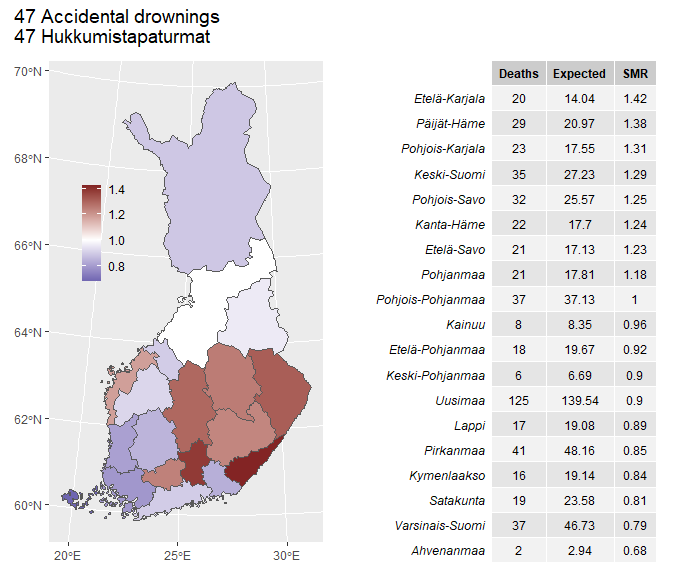 47 Accidental drownings
47 Hukkumistapaturmat
70°N
68°N
66°N
64°N
62°N
60°N
20°E
25°E
30°E
1.4
1.2
1.0
0.8
Deaths Expected SMR
Etelä-Karjala 20 14.04 1.42
Päijät-Häme 29 20.97 1.38
Pohjois-Karjala 23 17.55 1.31
Keski-Suomi 35 27.23 1.29
Pohjois-Savo 32 25.57 1.25
Kanta-Häme 22 17.7 1.24
Etelä-Savo 21 17.13 1.23
Pohjanmaa 21 17.81 1.18
Pohjois-Pohjanmaa 37 37.13 1
Kainuu 8 8.35 0.96
Etelä-Pohjanmaa 18 19.67 0.92
Keski-Pohjanmaa 6 6.69 0.9
Uusimaa 125 139.54 0.9
Lappi 17 19.08 0.89
Pirkanmaa 41 48.16 0.85
Kymenlaakso 16 19.14 0.84
Satakunta 19 23.58 0.81
Varsinais-Suomi 37 46.73 0.79
Ahvenanmaa 2 2.94 0.68